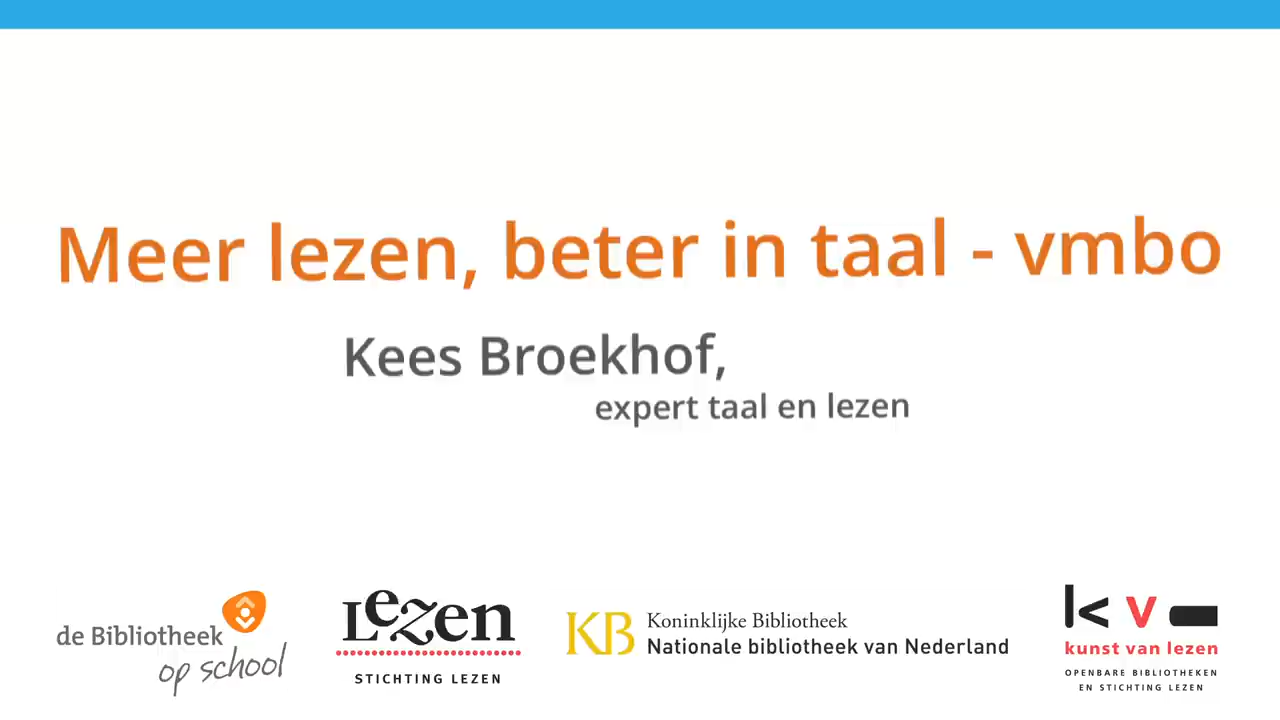 Meer lezen, beter in taal - vmbo
Kees Broekhof,
expert taal en lezen
de Bibliotheek
op school
Lezen
STICHTING LEZEN
KB
Koninklijke Bibliotheek
Nationale bibliotheek van Nederland
kvl
kunst van lezen
OPENBARE BIBLIOTHEKEN
EN STICHTING LEZEN